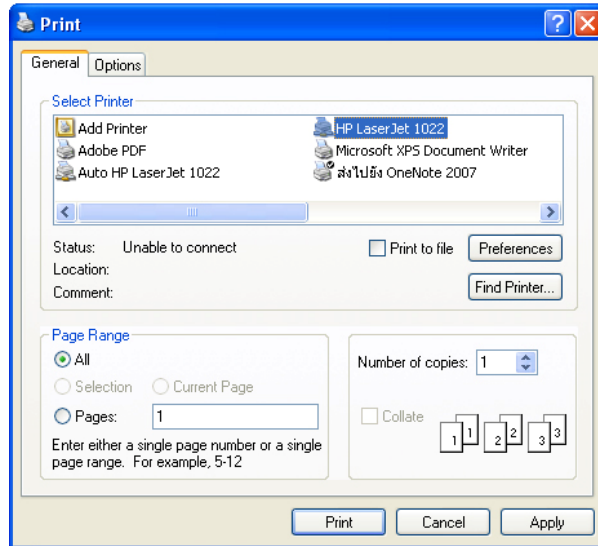 Print
General Options
Select Printer
Add Printer HP LaserJet 1022
Adobe PDF Microsoft XPS Document Writer
Auto HP LaserJet 1022 ส่งไปยัง OneNote 2007
Status: Unable to connect Print to file Preferences
Location:
Comment: Find Printer...
Page Range
All Number of copies: 1
Selection Current Page
Pages: 1 Collate 1 1 2 2 3 3
Enter either a single page number or a single
page range. For example, 5-12
Print Cancel Apply